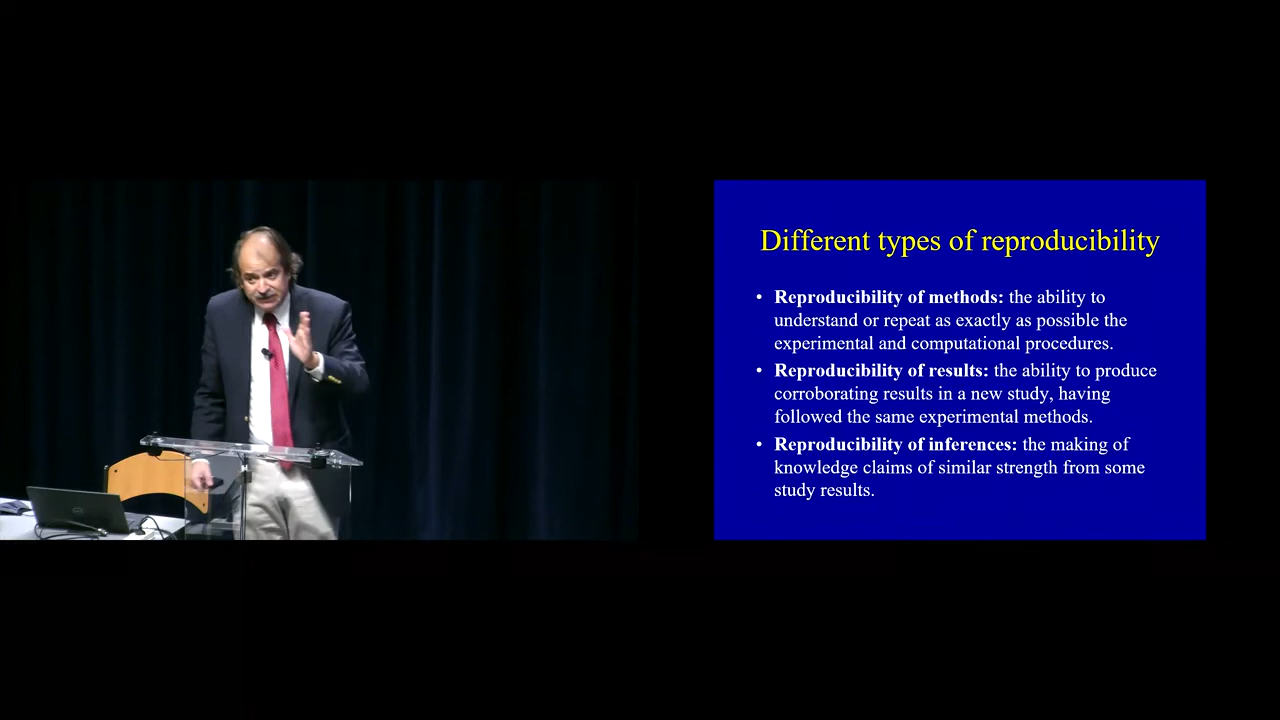 Different types of reproducibility
• Reproducibility of methods: the ability to
understand or repeat as exactly as possible the
experimental and computational procedures.
• Reproducibility of results: the ability to produce
corroborating results in a new study, having
followed the same experimental methods.
• Reproducibility of inferences: the making of
knowledge claims of similar strength from some
study results.